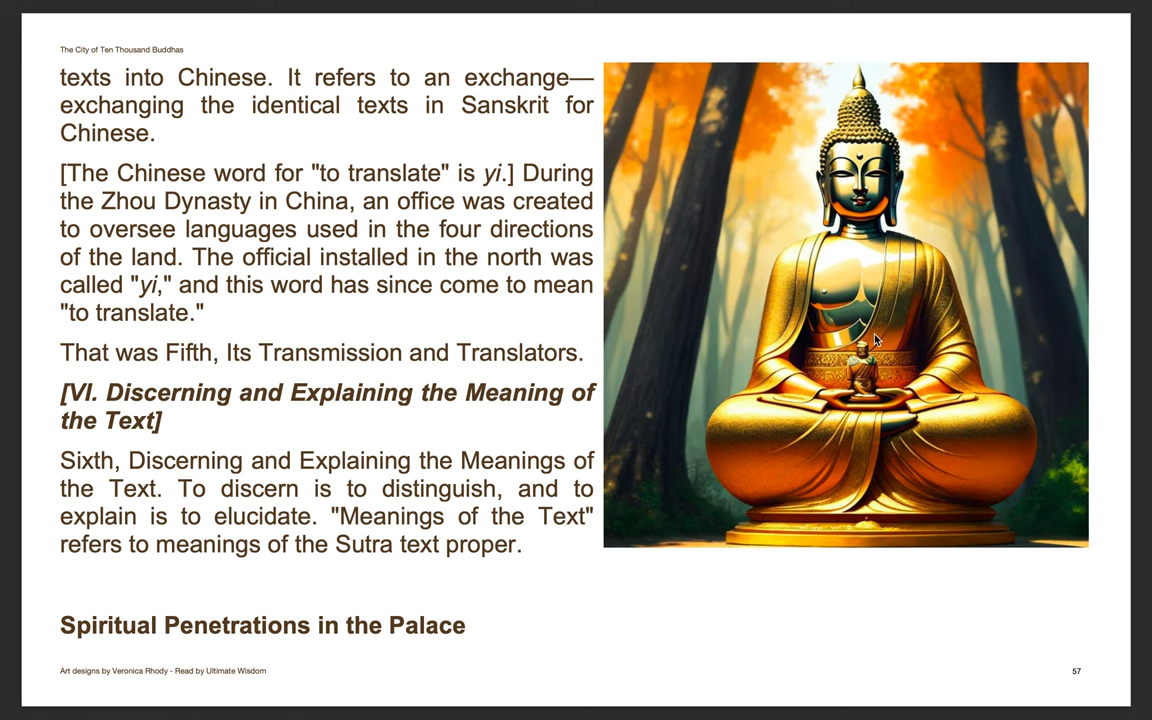 The City of Ten Thousand Buddhas
texts into Chinese. It refers to an exchange—
exchanging the identical texts in Sanskrit for
Chinese.
[The Chinese word for "to translate" is yi.] During
the Zhou Dynasty in China, an office was created
to oversee languages used in the four directions
of the land. The official installed in the north was
called "yi," and this word has since come to mean
"to translate."
That was Fifth, Its Transmission and Translators.
[VI. Discerning and Explaining the Meaning of
the Text]
Sixth, Discerning and Explaining the Meanings of
the Text. To discern is to distinguish, and to
explain is to elucidate. "Meanings of the Text"
refers to meanings of the Sutra text proper.
Spiritual Penetrations in the Palace
Art designs by Veronica Rhody - Read by Ultimate Wisdom
57